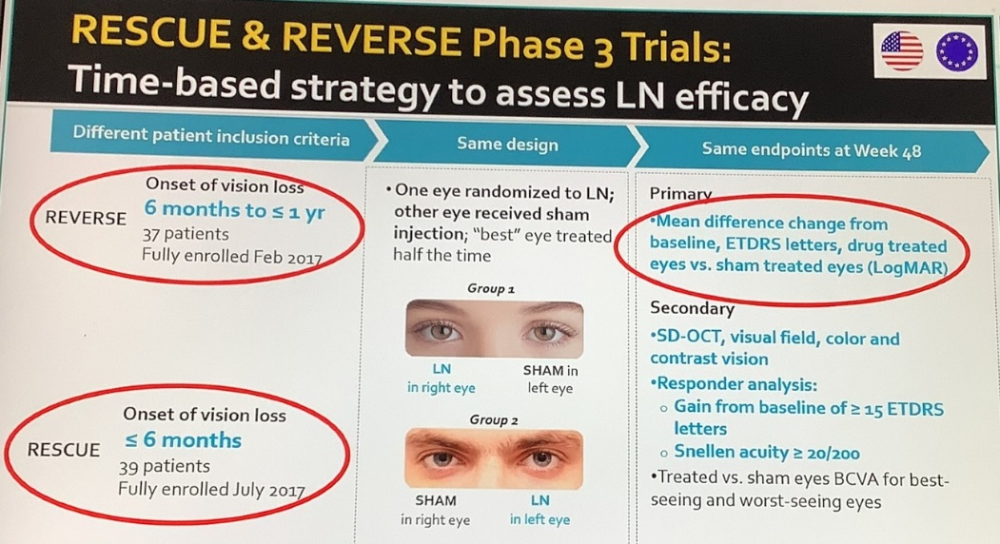 RESCUE & REVERSE Phase 3 Trials:
Time-based strategy to assess LN efficacy
Different patient inclusion criteria
Same design
Same endpoints at Week 48
REVERSE
Onset of vision loss
6 months to ≤ 1 yr
37 patients
Fully enrolled Feb 2017
RESCUE
Onset of vision loss
≤ 6 months
39 patients
Fully enrolled July 2017
•One eye randomized to LN;
other eye received sham
injection; “best” eye treated
half the time
Group 1
LN
in right eye
SHAM in
left eye
Group 2
SHAM
in right eye
LN
in left eye
Primary
•Mean difference change from
baseline, ETDRS letters, drug treated
eyes vs. sham treated eyes (LogMAR)
Secondary
•SD-OCT, visual field, color and
contrast vision
•Responder analysis:
o Gain from baseline of ≥ 15 ETDRS
letters
o Snellen acuity ≥ 20/200
•Treated vs. sham eyes BCVA for best-
seeing and worst-seeing eyes